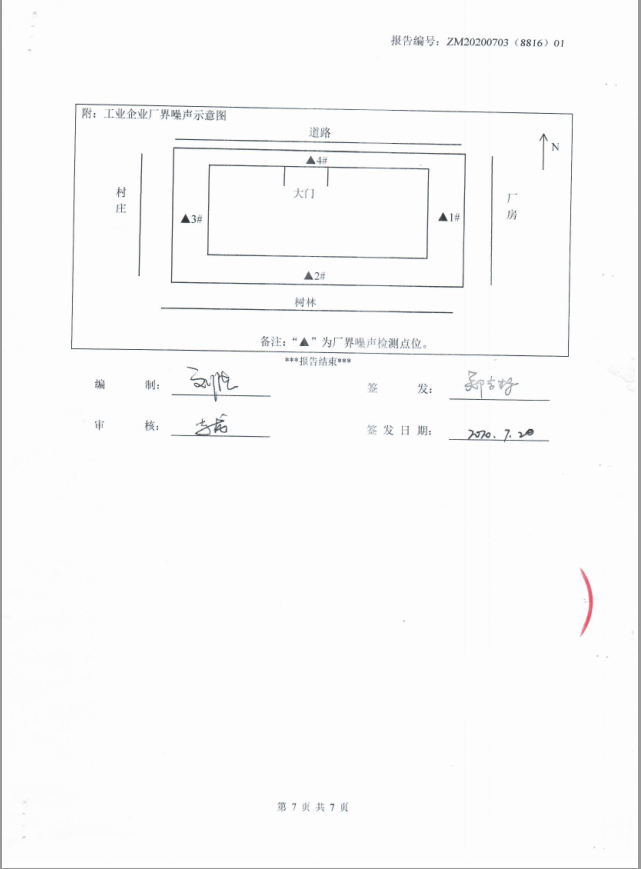 报告编号：ZM20200703（8816）01
附：工业企业厂界噪声示意图
道路
N
▲4#
大门
村庄
▲3#
▲1#
厂房
▲2#
树林
备注：“▲”为厂界噪声检测点位。
***报告结束***
编 制：
签 发：
审 核：
签 发 日 期：2020.7.20
第 7 页 共 7 页